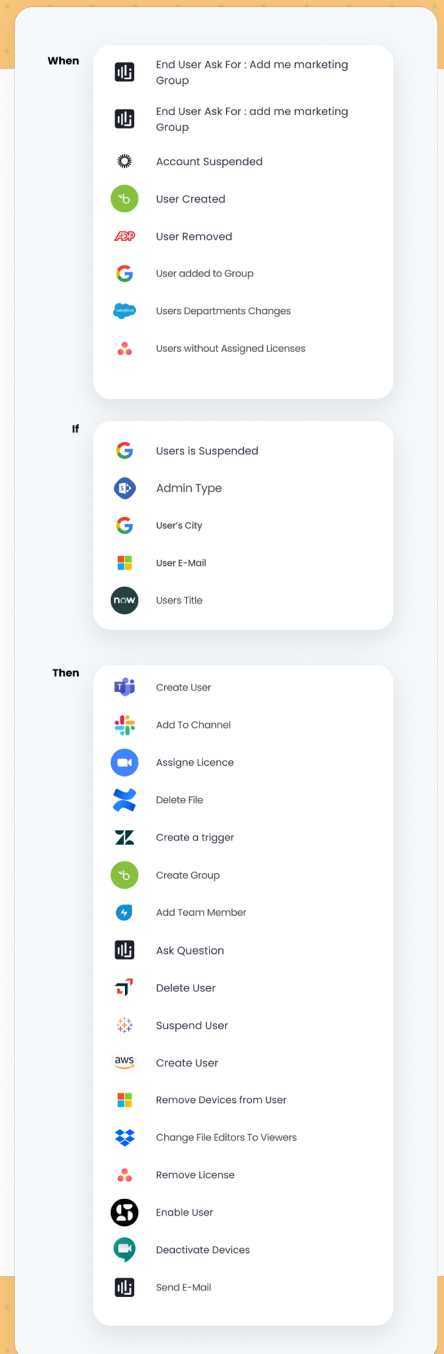 When
End User Ask For : Add me marketing
Group
End User Ask For : add me marketing
Group
Account Suspended
User Created
ADP
User Removed
User added to Group
salesforce
Users Departments Changes
Users without Assigned Licenses
If
Users is Suspended
Admin Type
User's City
User E-Mail
now
Users Title
Then
Create User
Add To Channel
Assigne Licence
Delete File
Create a trigger
Create Group
Add Team Member
Ask Question
Delete User
Suspend User
aws
Create User
Remove Devices from User
Change File Editors To Viewers
Remove License
Enable User
Deactivate Devices
Send E-Mail